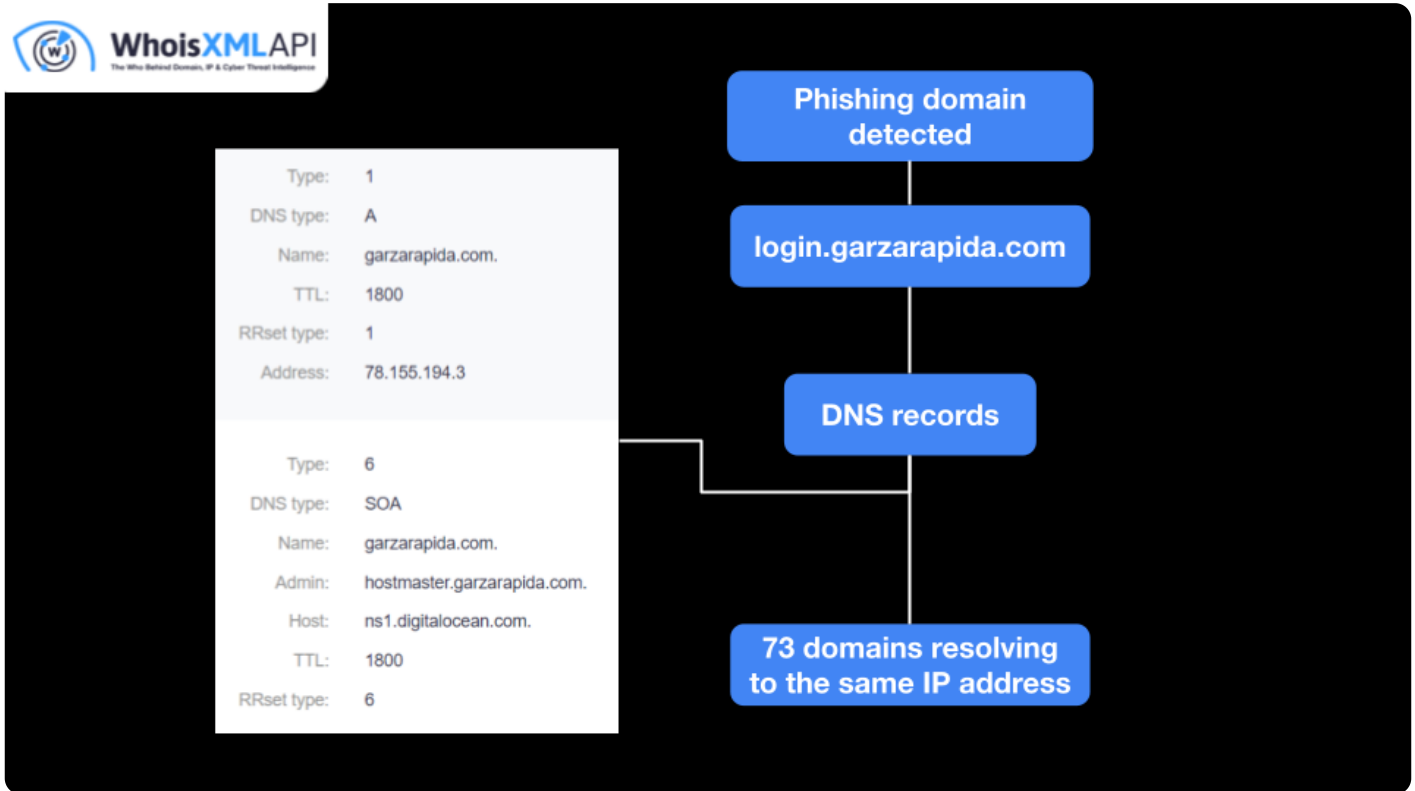 WhoisXMLAPI
The Who Behind Domain, IP & Cyber Threat Intelligence
Phishing domain
detected
login.garzarapida.com
DNS records
73 domains resolving
to the same IP address
Type: 1
DNS type: A
Name: garzarapida.com.
TTL: 1800
RRset type: 1
Address: 78.155.194.3
Type: 6
DNS type: SOA
Name: garzarapida.com.
Admin: hostmaster.garzarapida.com.
Host: ns1.digitalocean.com.
TTL: 1800
RRset type: 6